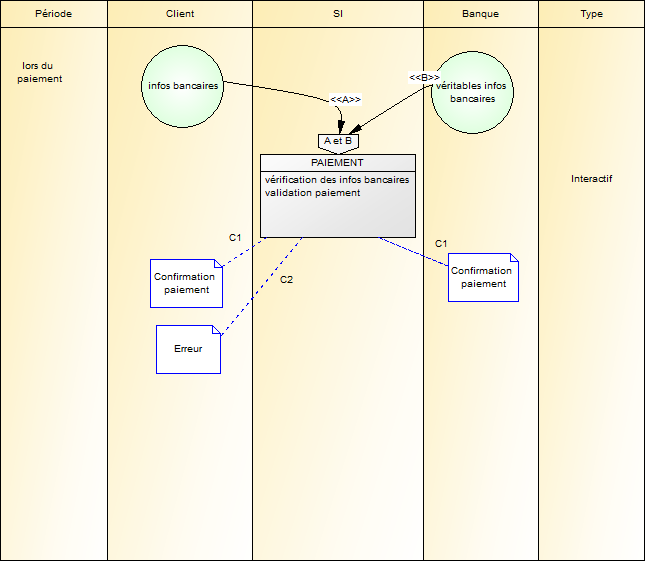 Période
Client
SI
Banque
Type
lors du
paiement
infos bancaires
<<A>>
<<B>>
véritables infos
bancaires
A et B
PAIEMENT
vérification des infos bancaires
validation paiement
Interactif
C1
C2
C1
Confirmation
paiement
Confirmation
paiement
Erreur